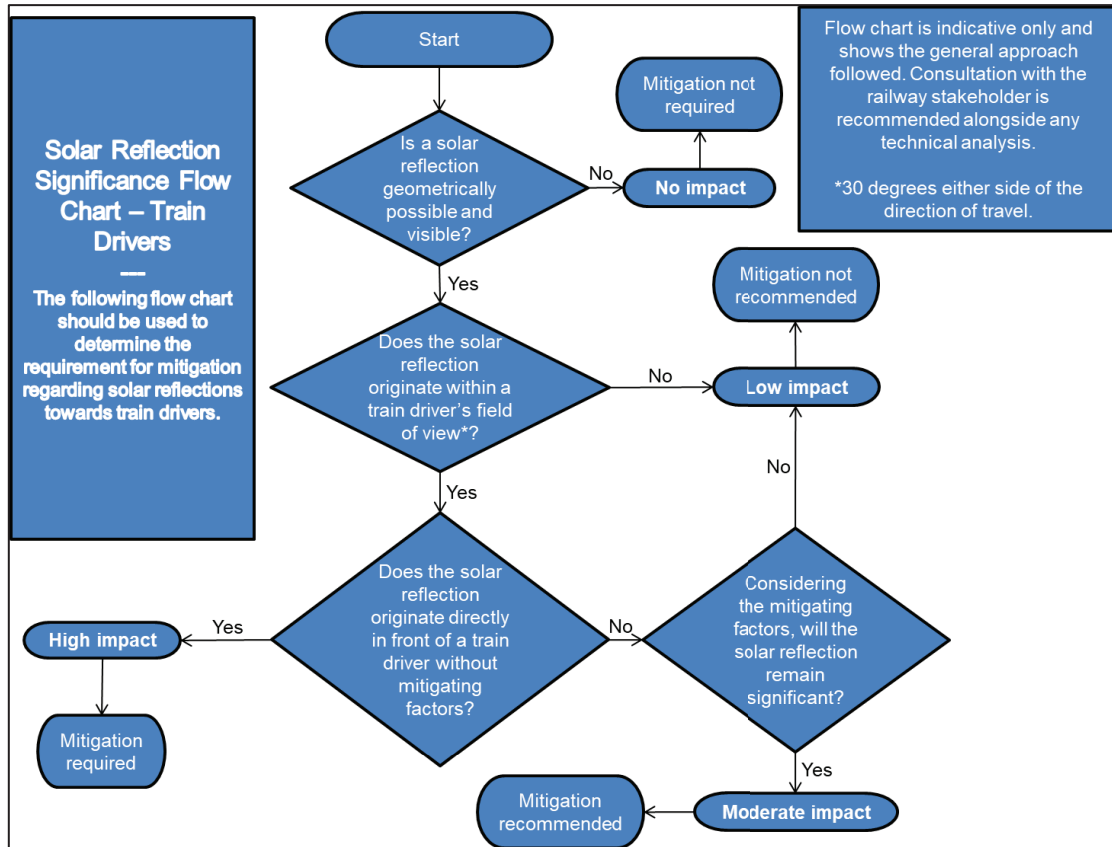 Solar Reflection
Significance Flow
Chart – Train
Drivers
---
The following flow chart
should be used to
determine the
requirement for mitigation
regarding solar reflections
towards train drivers.
Start
Flow chart is indicative only and
shows the general approach
followed. Consultation with the
railway stakeholder is
recommended alongside any
technical analysis.
*30 degrees either side of the
direction of travel.
Mitigation not
required
Is a solar
reflection
geometrically
possible and
visible?
No
No impact
Yes
Mitigation not
recommended
Does the solar
reflection
originate within a
train driver's field
of view*?
No
Low impact
Yes
No
Does the solar
reflection
originate directly
in front of a train
driver without
mitigating
factors?
Yes
High impact
Mitigation
required
No
Considering
the mitigating
factors, will the
solar reflection
remain
significant?
Yes
Moderate impact
Mitigation
recommended